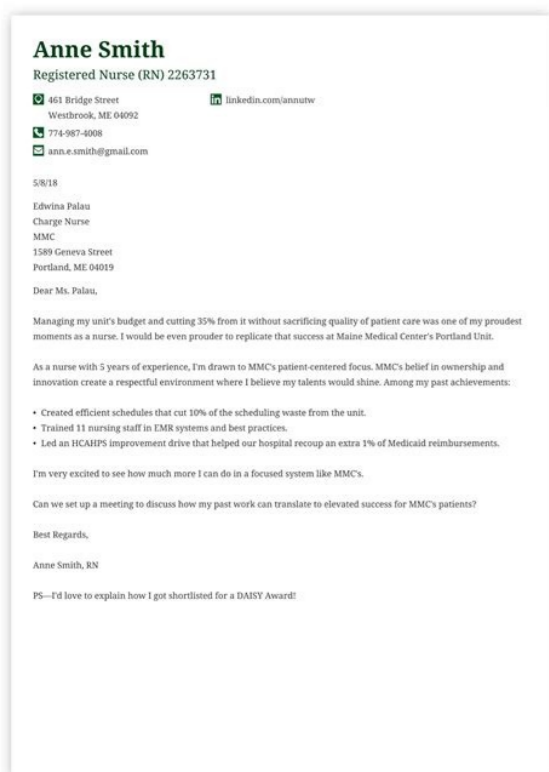 Anne Smith
Registered Nurse (RN) 2263731
461 Bridge Street
Westbrook, ME 04092
linkedin.com/annutw
774-987-4008
ann.e.smith@gmail.com
5/8/18
Edwina Palau
Charge Nurse
MMC
1589 Geneva Street
Portland, ME 04019
Dear Ms. Palau,
Managing my unit's budget and cutting 35% from it without sacrificing quality of patient care was one of my proudest
moments as a nurse. I would be even prouder to replicate that success at Maine Medical Center's Portland Unit.
As a nurse with 5 years of experience, I'm drawn to MMC's patient-centered focus. MMC's belief in ownership and
innovation create a respectful environment where I believe my talents would shine. Among my past achievements:
• Created efficient schedules that cut 10% of the scheduling waste from the unit.
• Trained 11 nursing staff in EMR systems and best practices.
• Led an HCAHPS improvement drive that helped our hospital recoup an extra 1% of Medicaid reimbursements.
I'm very excited to see how much more I can do in a focused system like MMC's.
Can we set up a meeting to discuss how my past work can translate to elevated success for MMC's patients?
Best Regards,
Anne Smith, RN
PS—I'd love to explain how I got shortlisted for a DAISY Award!